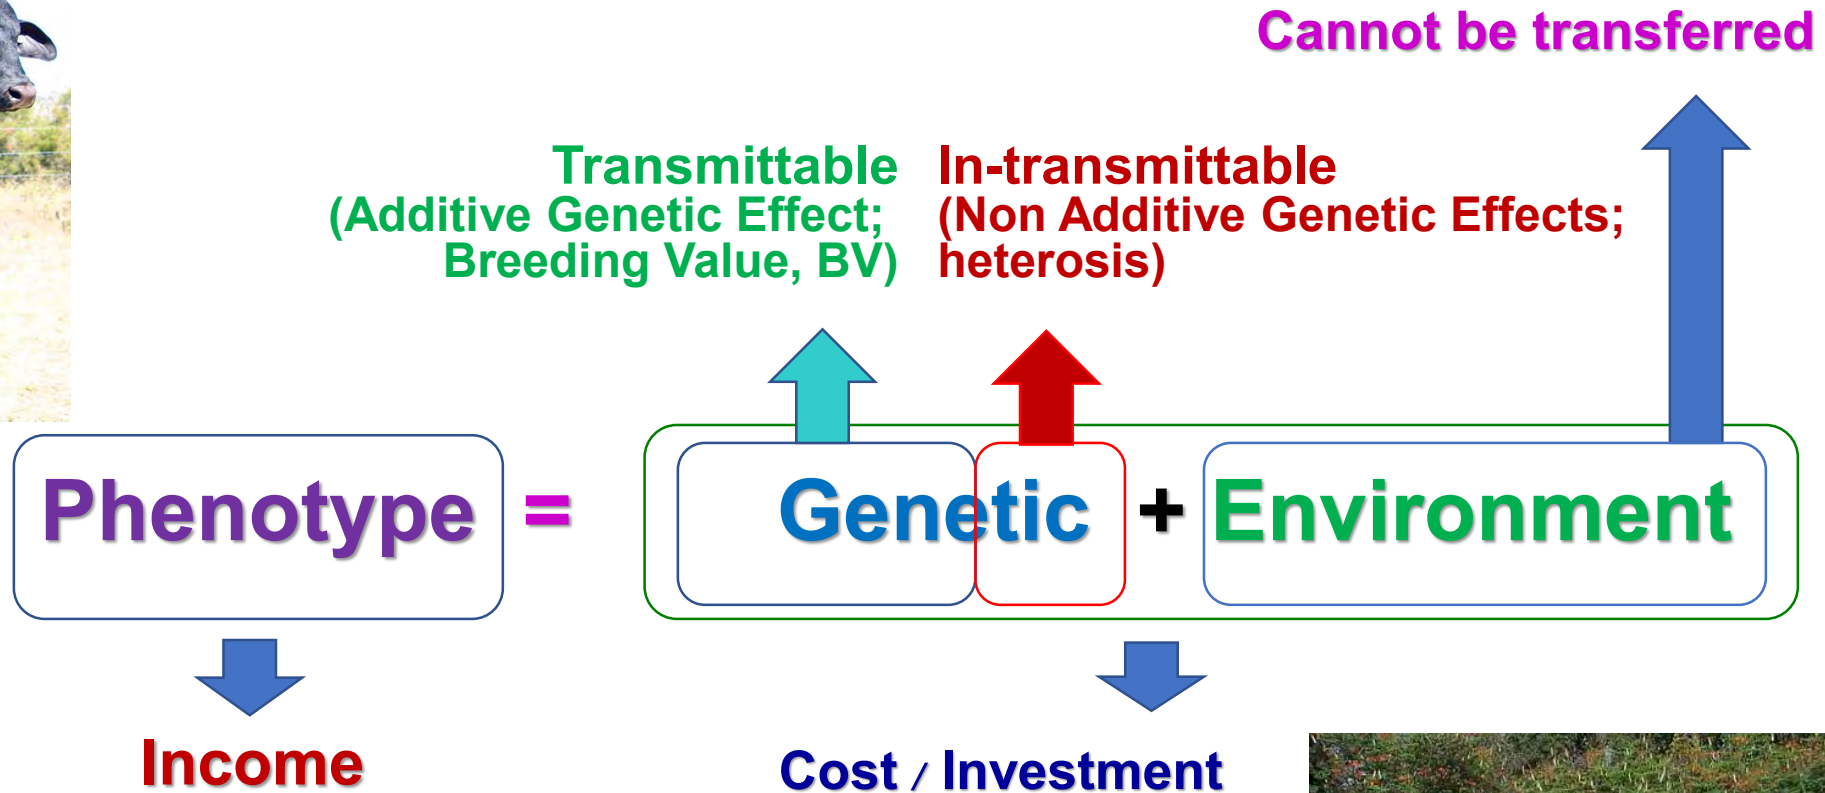 Cannot be transferred
Transmittable
(Additive Genetic Effect;
Breeding Value, BV)
In-transmittable
(Non Additive Genetic Effects;
heterosis)
Phenotype = Genetic + Environment
Income
Cost / Investment